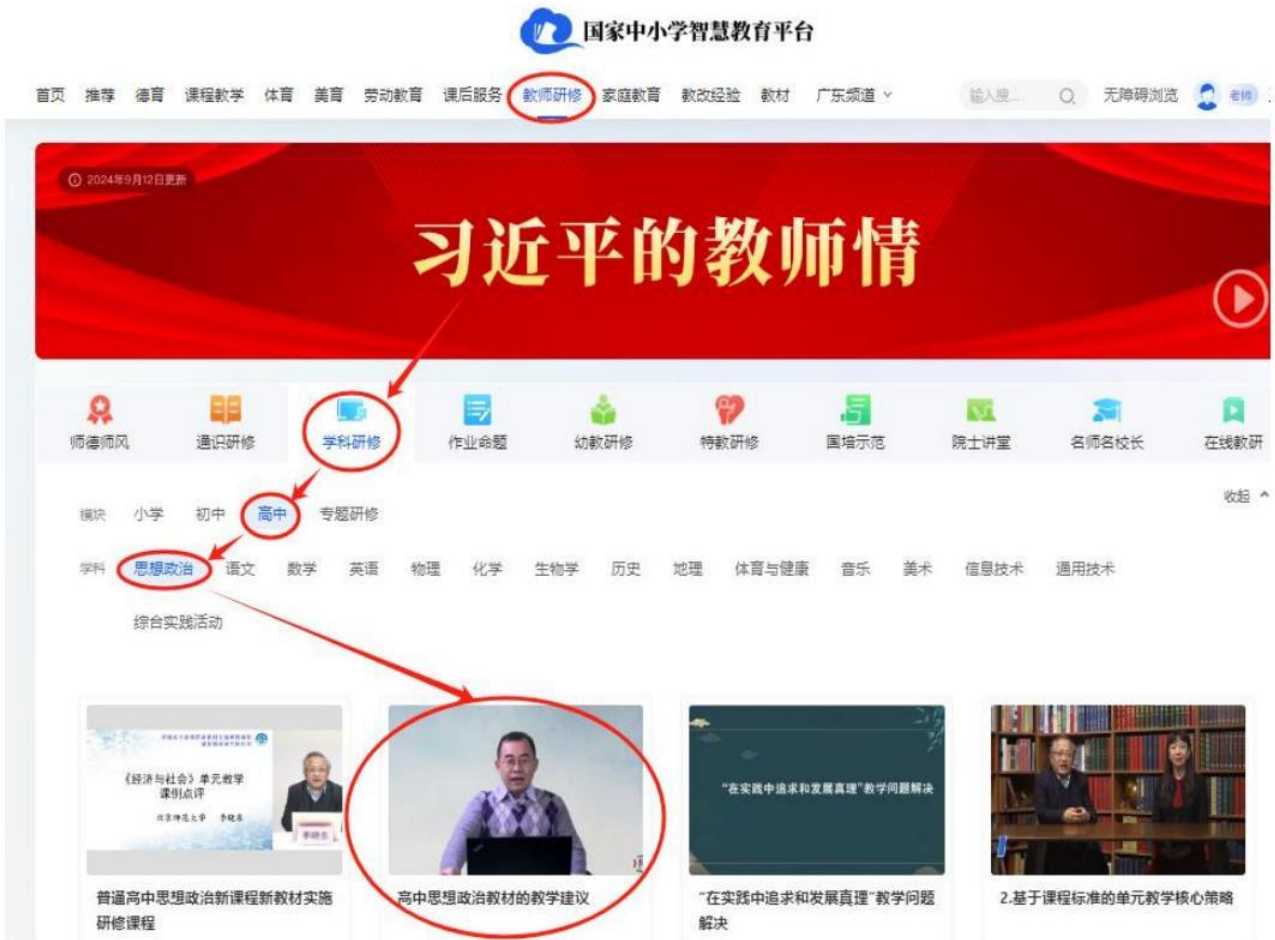 国家中小学智慧教育平台
首页 推荐 德育 课程教学 体育 美育 劳动教育 课后服务 教师研修 家庭教育 教改经验 教材 广东频道 输入搜... 无障碍浏览 老师
2024年9月12日更新
习近平的教师情
师德师风 通识研修 学科研修 作业命题 幼教研修 特教研修 国培示范 院士讲堂 名师名校长 在线教研
收起
模块 小学 初中 高中 专题研修
学科 思想政治 语文 数学 英语 物理 化学 生物学 历史 地理 体育与健康 音乐 美术 信息技术 通用技术
综合实践活动
《经济与社会》单元教学
课例点评
北京师范大学 李晓东
李晓东
“在实践中追求和发展真理”教学问题解决
普通高中思想政治新课程新教材实施
研修课程
高中思想政治教材的教学建议
“在实践中追求和发展真理”教学问题
解决
2.基于课程标准的单元教学核心策略